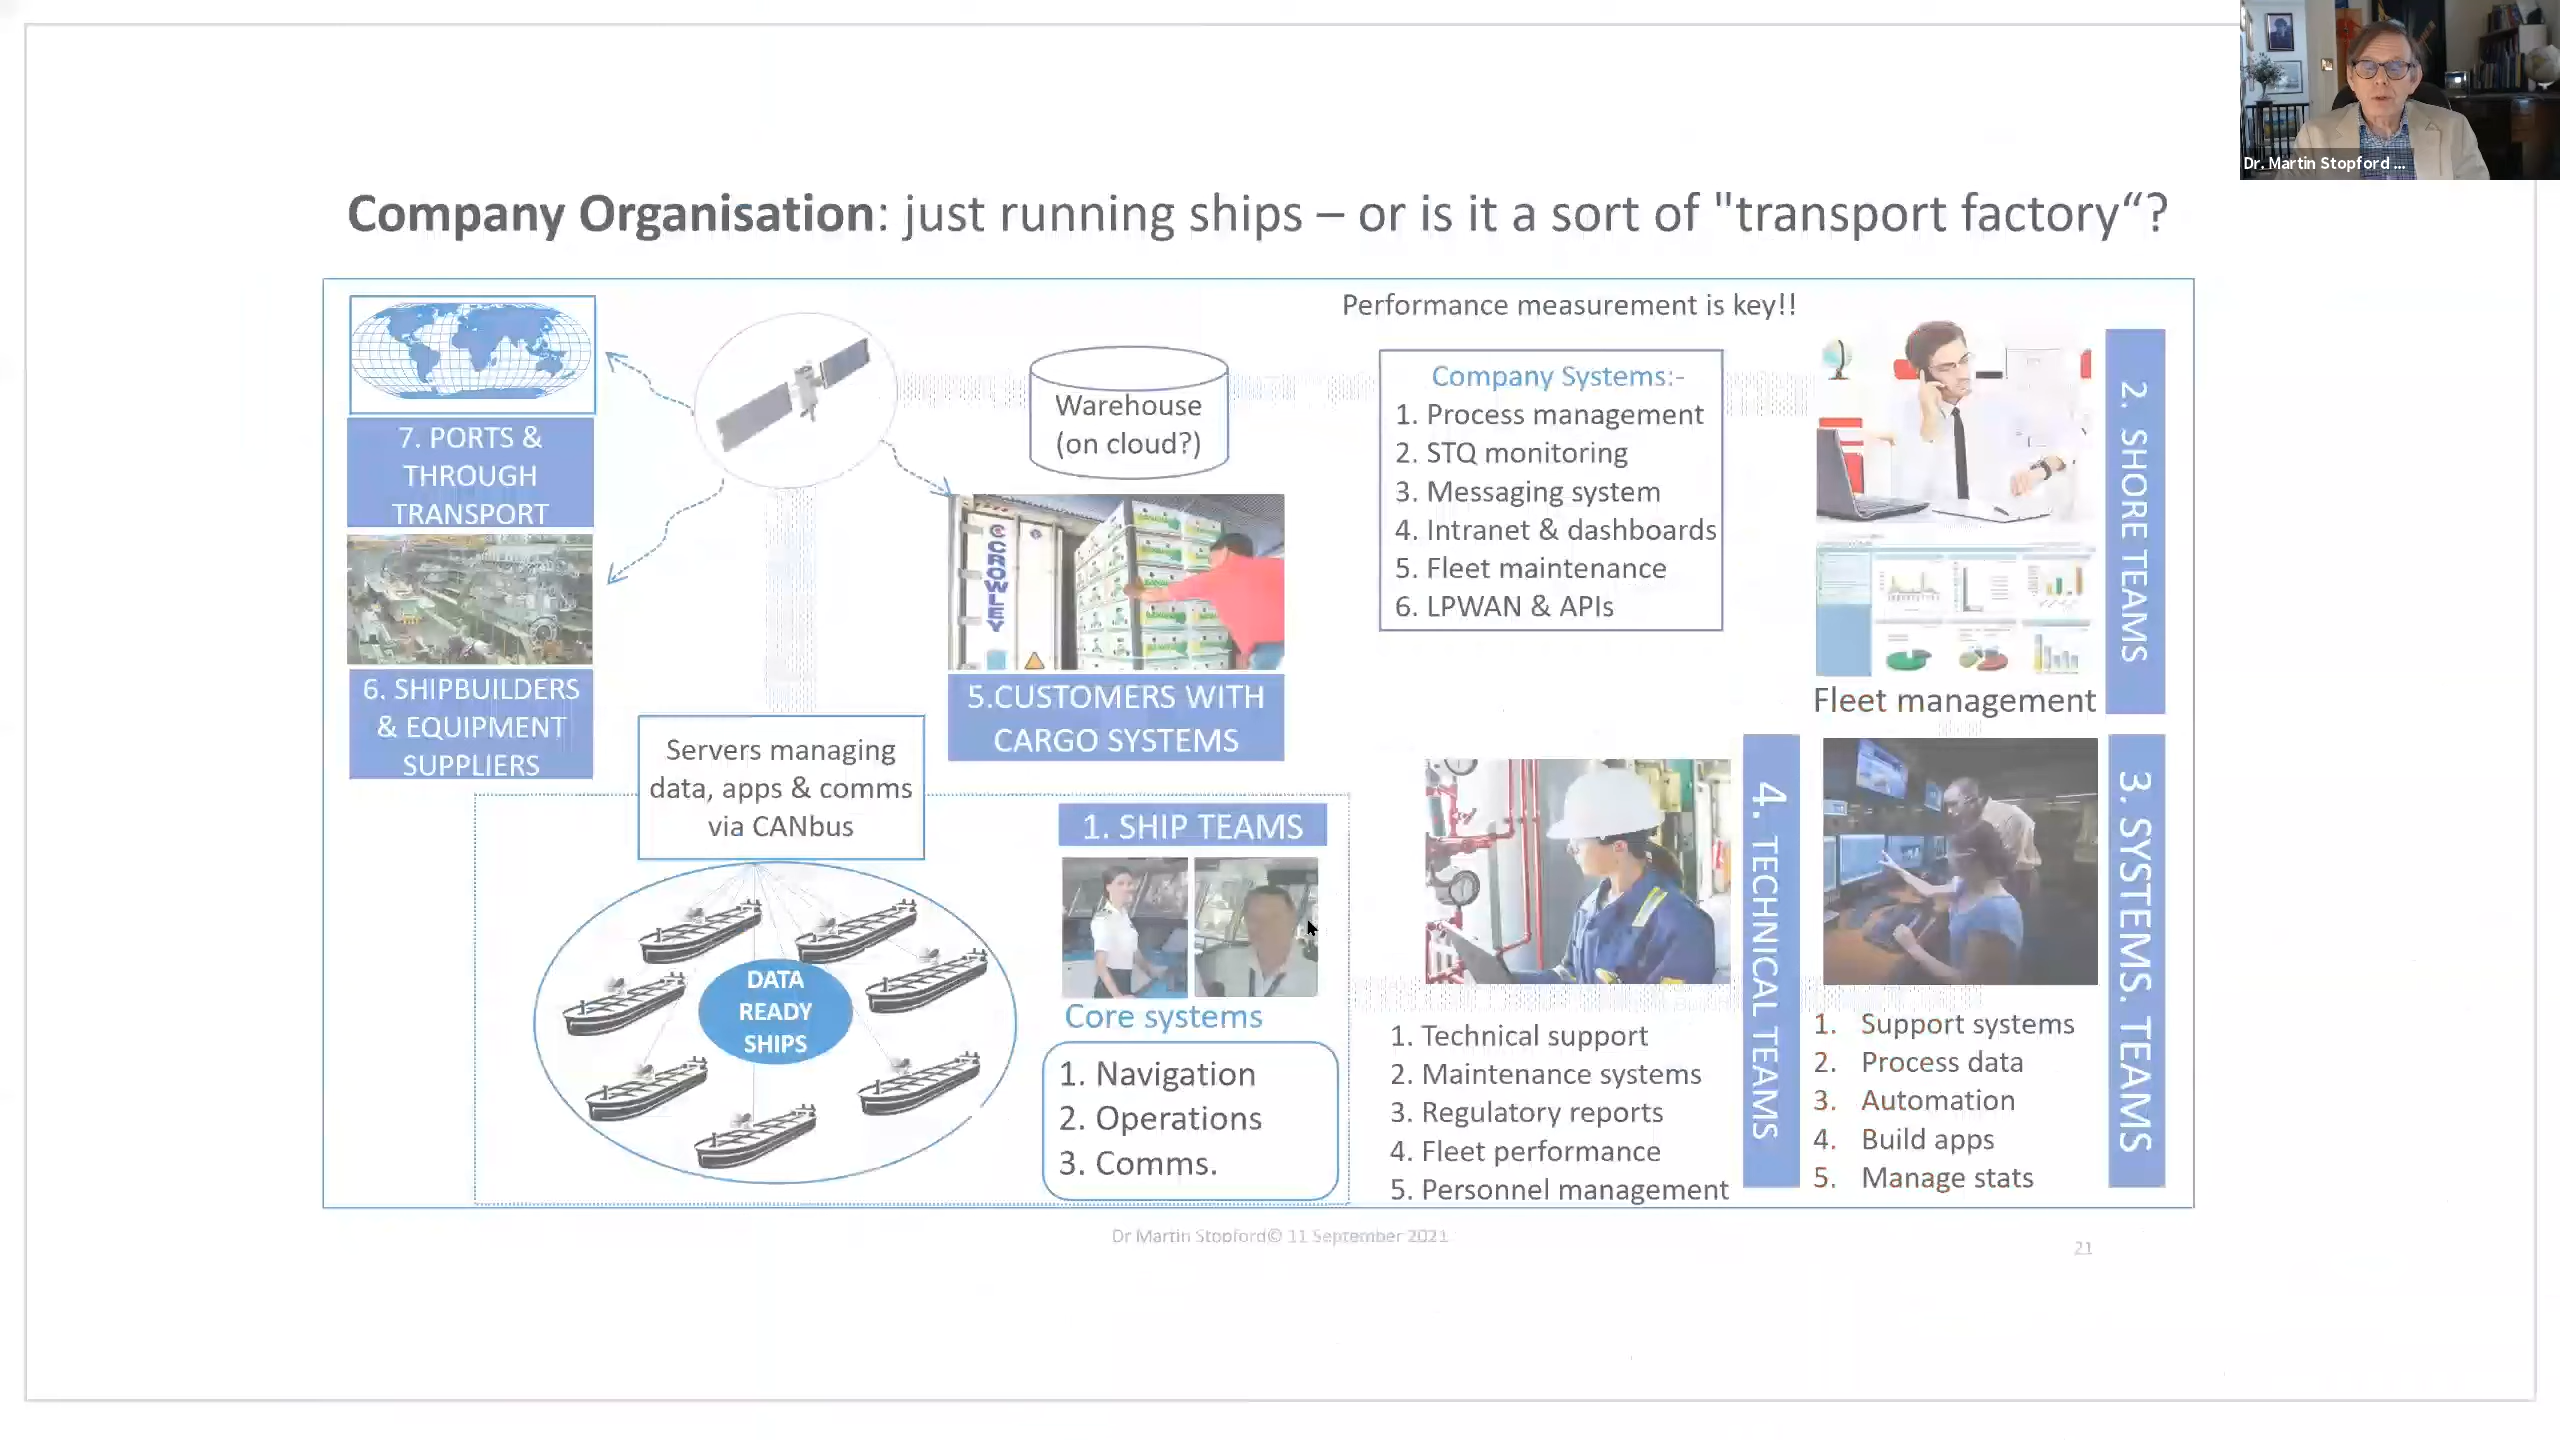 Dr. Martin Stopford ...
Company Organisation: just running ships – or is it a sort of "transport factory“?
Performance measurement is key!!
7. PORTS &
THROUGH
TRANSPORT
6. SHIPBUILDERS
& EQUIPMENT
SUPPLIERS
Warehouse
(on cloud?)
CROWLEY
5.CUSTOMERS WITH
CARGO SYSTEMS
Company Systems:-
1. Process management
2. STQ monitoring
3. Messaging system
4. Intranet & dashboards
5. Fleet maintenance
6. LPWAN & APIs
2. SHORE TEAMS
Fleet management
Servers managing
data, apps & comms
via CANbus
DATA
READY
SHIPS
1. SHIP TEAMS
Core systems
1. Navigation
2. Operations
3. Comms.
4. TECHNICAL TEAMS
1. Technical support
2. Maintenance systems
3. Regulatory reports
4. Fleet performance
5. Personnel management
3. SYSTEMS. TEAMS
1. Support systems
2. Process data
3. Automation
4. Build apps
5. Manage stats
Dr Martin Stopford© 11 September 2021
21